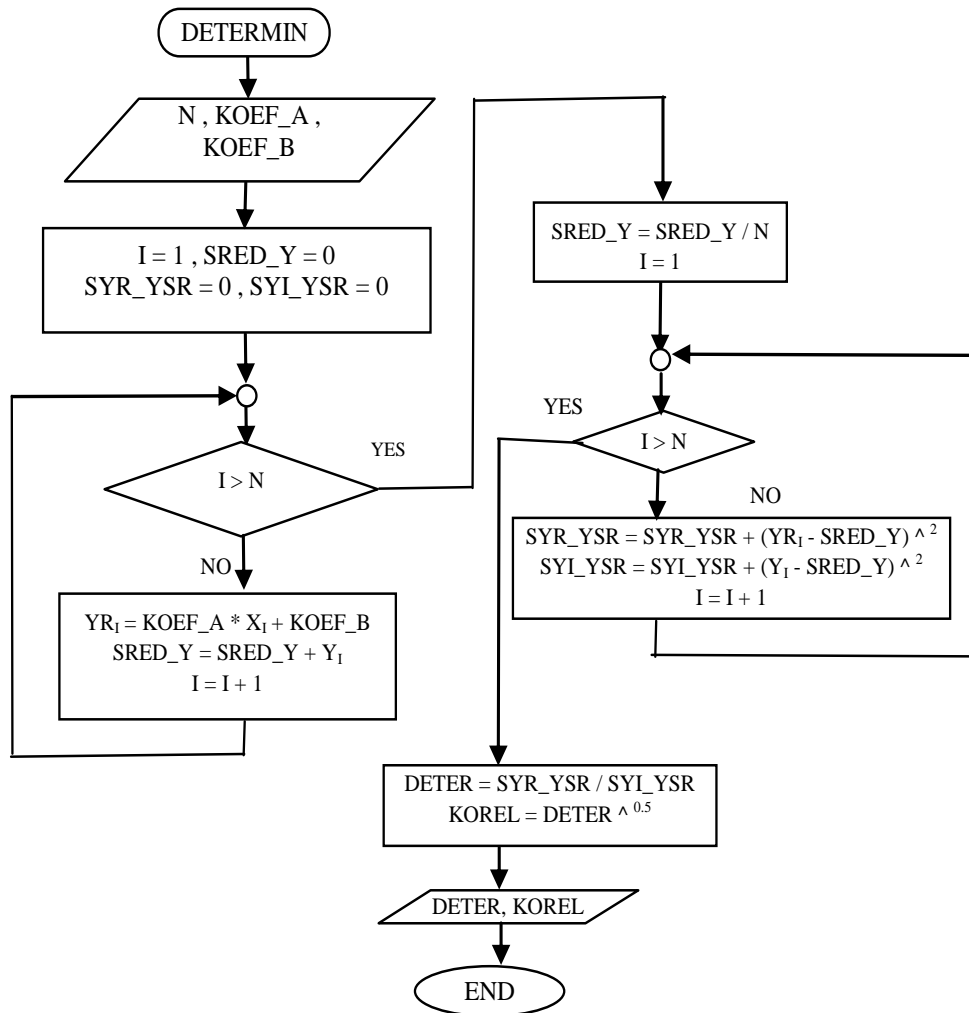 DETERMIN
N , KOEF_A ,
KOEF_B
I = 1 , SRED_Y = 0
SYR_YSR = 0 , SYI_YSR = 0
I > N
YES
NO
YR_I = KOEF_A * X_I + KOEF_B
SRED_Y = SRED_Y + Y_I
I = I + 1
SRED_Y = SRED_Y / N
I = 1
YES
I > N
NO
SYR_YSR = SYR_YSR + (YR_I - SRED_Y) ^ 2
SYI_YSR = SYI_YSR + (Y_I - SRED_Y) ^ 2
I = I + 1
DETER = SYR_YSR / SYI_YSR
KOREL = DETER ^ 0.5
DETER, KOREL
END